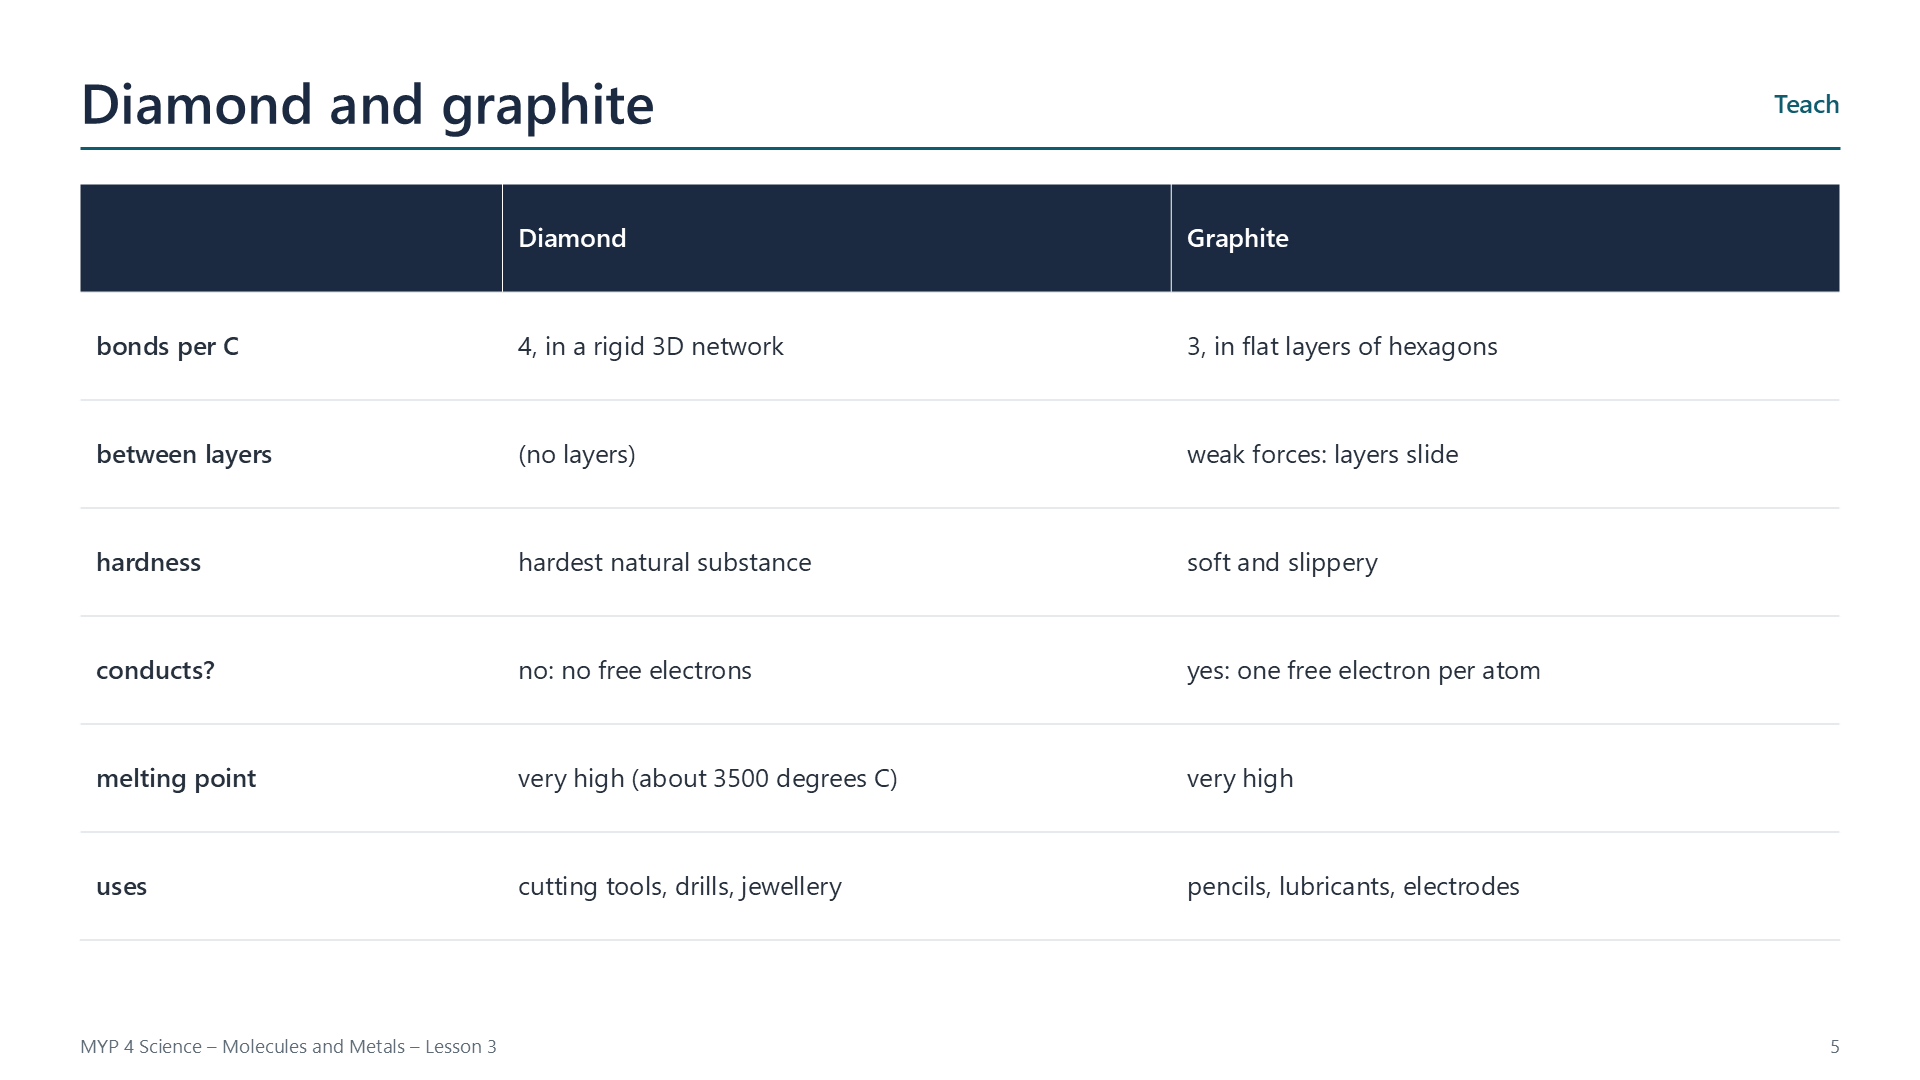 Diamond and graphite
Teach
Diamond Graphite
bonds per C 4, in a rigid 3D network 3, in flat layers of hexagons
between layers (no layers) weak forces: layers slide
hardness hardest natural substance soft and slippery
conducts? no: no free electrons yes: one free electron per atom
melting point very high (about 3500 degrees C) very high
uses cutting tools, drills, jewellery pencils, lubricants, electrodes
MYP 4 Science – Molecules and Metals – Lesson 3
5